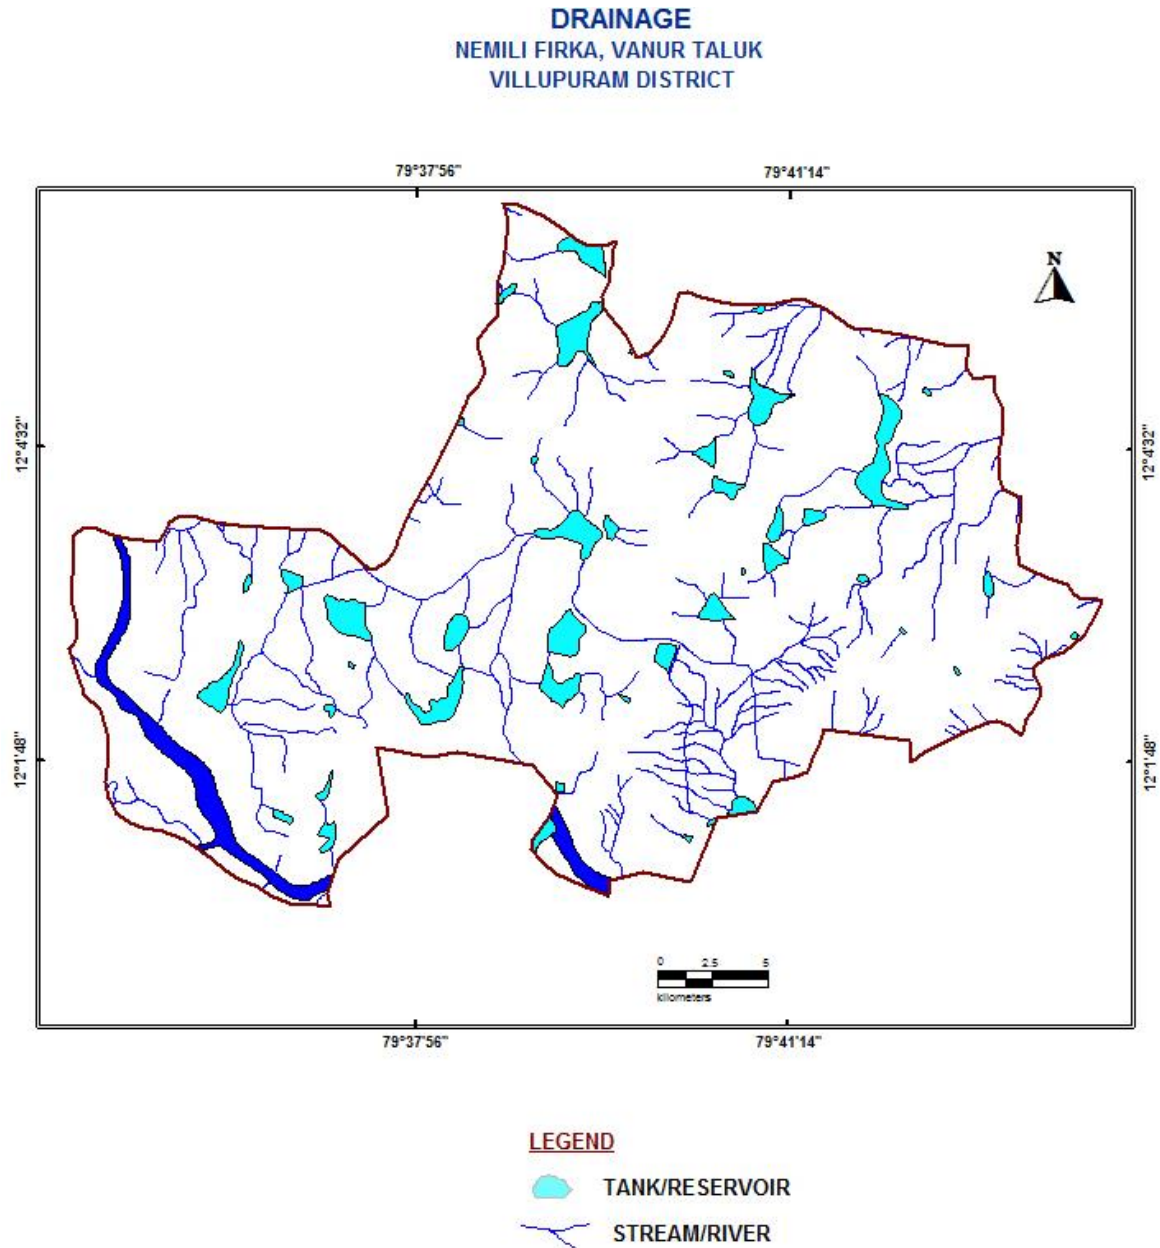 DRAINAGE
NEMILI FIRKA, VANUR TALUK
VILLUPURAM DISTRICT
79°37'56" 79°41'14"
N
12°4'32" 12°4'32"
12°1'48" 12°1'48"
0 2.5 5
kilometers
79°37'56" 79°41'14"
LEGEND
TANK/RESERVOIR
STREAM/RIVER